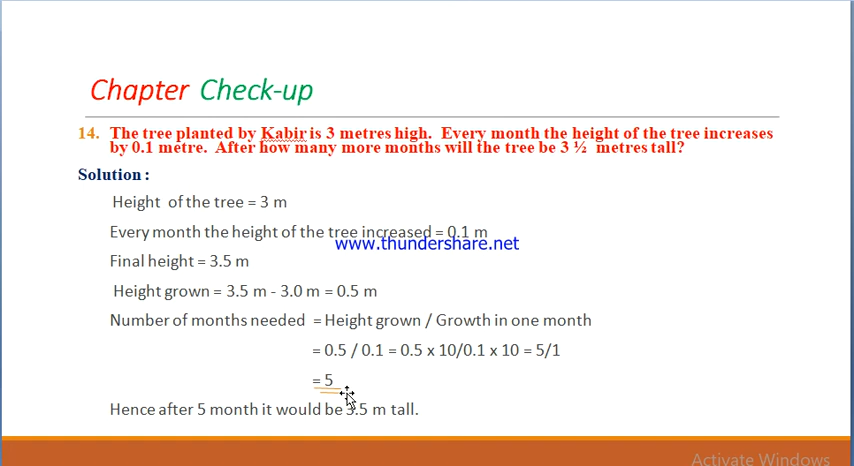 Chapter Check-up
14. The tree planted by Kabir is 3 metres high. Every month the height of the tree increases
by 0.1 metre. After how many more months will the tree be 3 ½ metres tall?
Solution :
Height of the tree = 3 m
Every month the height of the tree increased = 0.1 m
www.thundershare.net
Final height = 3.5 m
Height grown = 3.5 m - 3.0 m = 0.5 m
Number of months needed = Height grown / Growth in one month
= 0.5 / 0.1 = 0.5 x 10/0.1 x 10 = 5/1
= 5
Hence after 5 month it would be 3.5 m tall.
Activate Windows